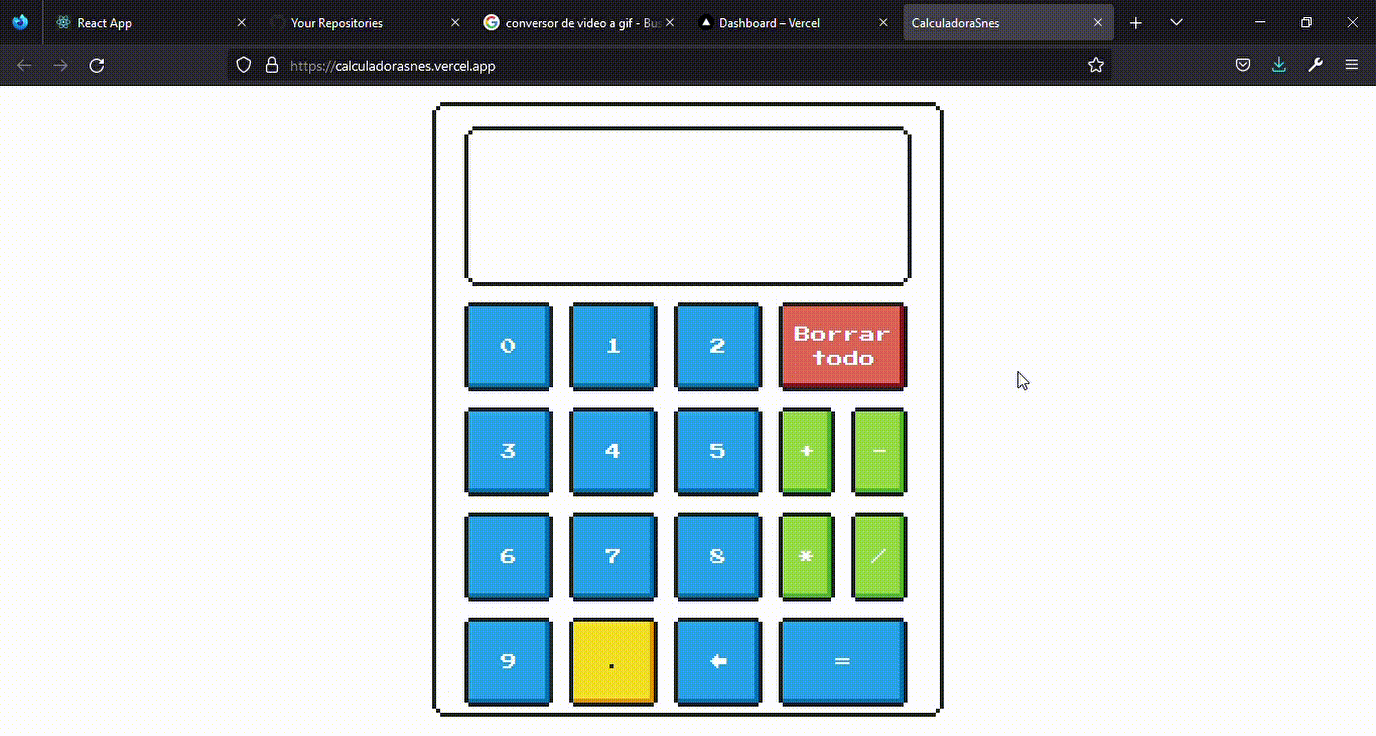 React App
Your Repositories
conversor de video a gif - Bus
Dashboard – Vercel
CalculadoraSnes
https://calculadorasnes.vercel.app
0 1 2 Borrar
todo
3 4 5 + -
6 7 8 * /
9 . ← =